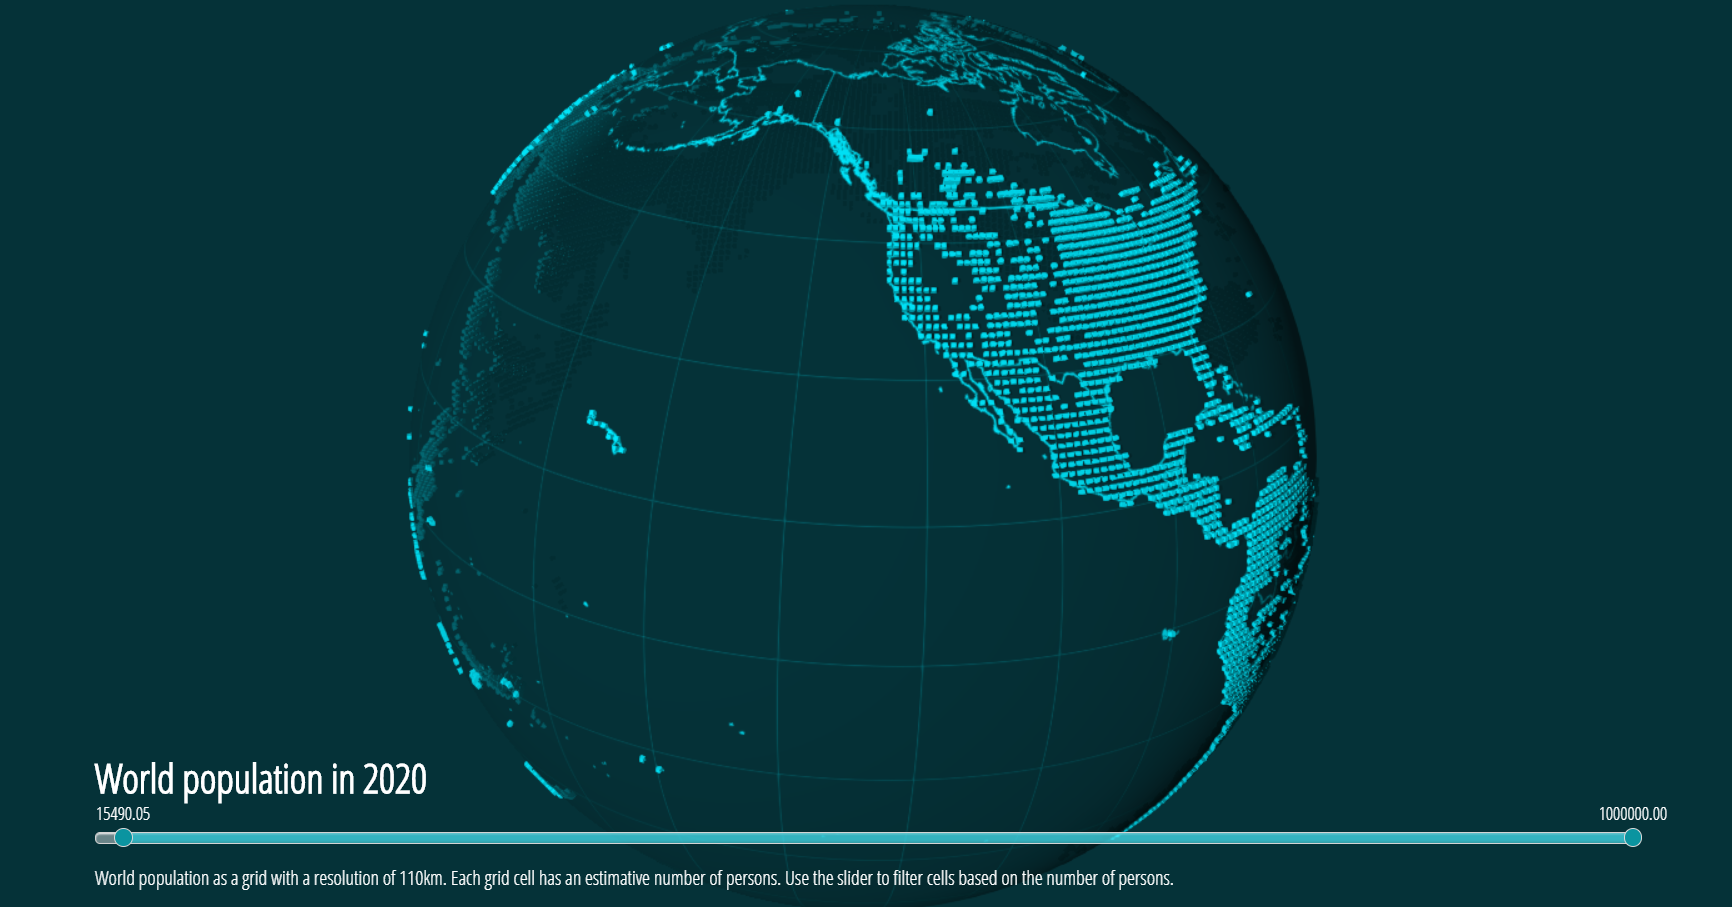 World population in 2020
15490.05 1000000.00
World population as a grid with a resolution of 110km. Each grid cell has an estimative number of persons. Use the slider to filter cells based on the number of persons.